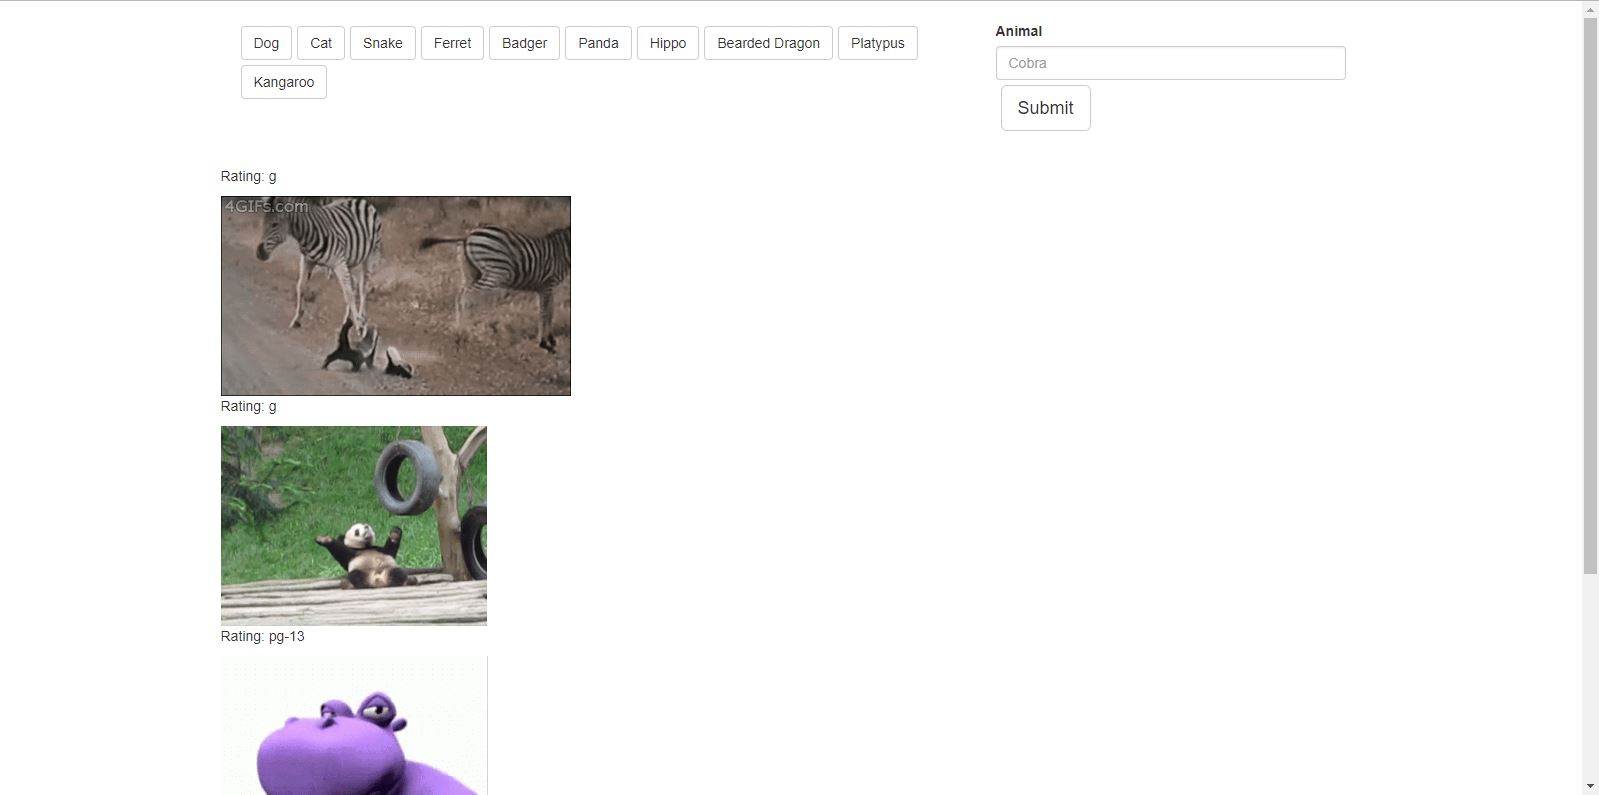 Dog Cat Snake Ferret Badger Panda Hippo Bearded Dragon Platypus
Kangaroo
Animal
Cobra
Submit
Rating: g
4GIFs.com
Rating: g
Rating: pg-13